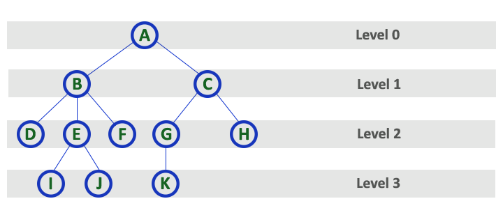 A Level 0
B C Level 1
D E F G H Level 2
I J K Level 3